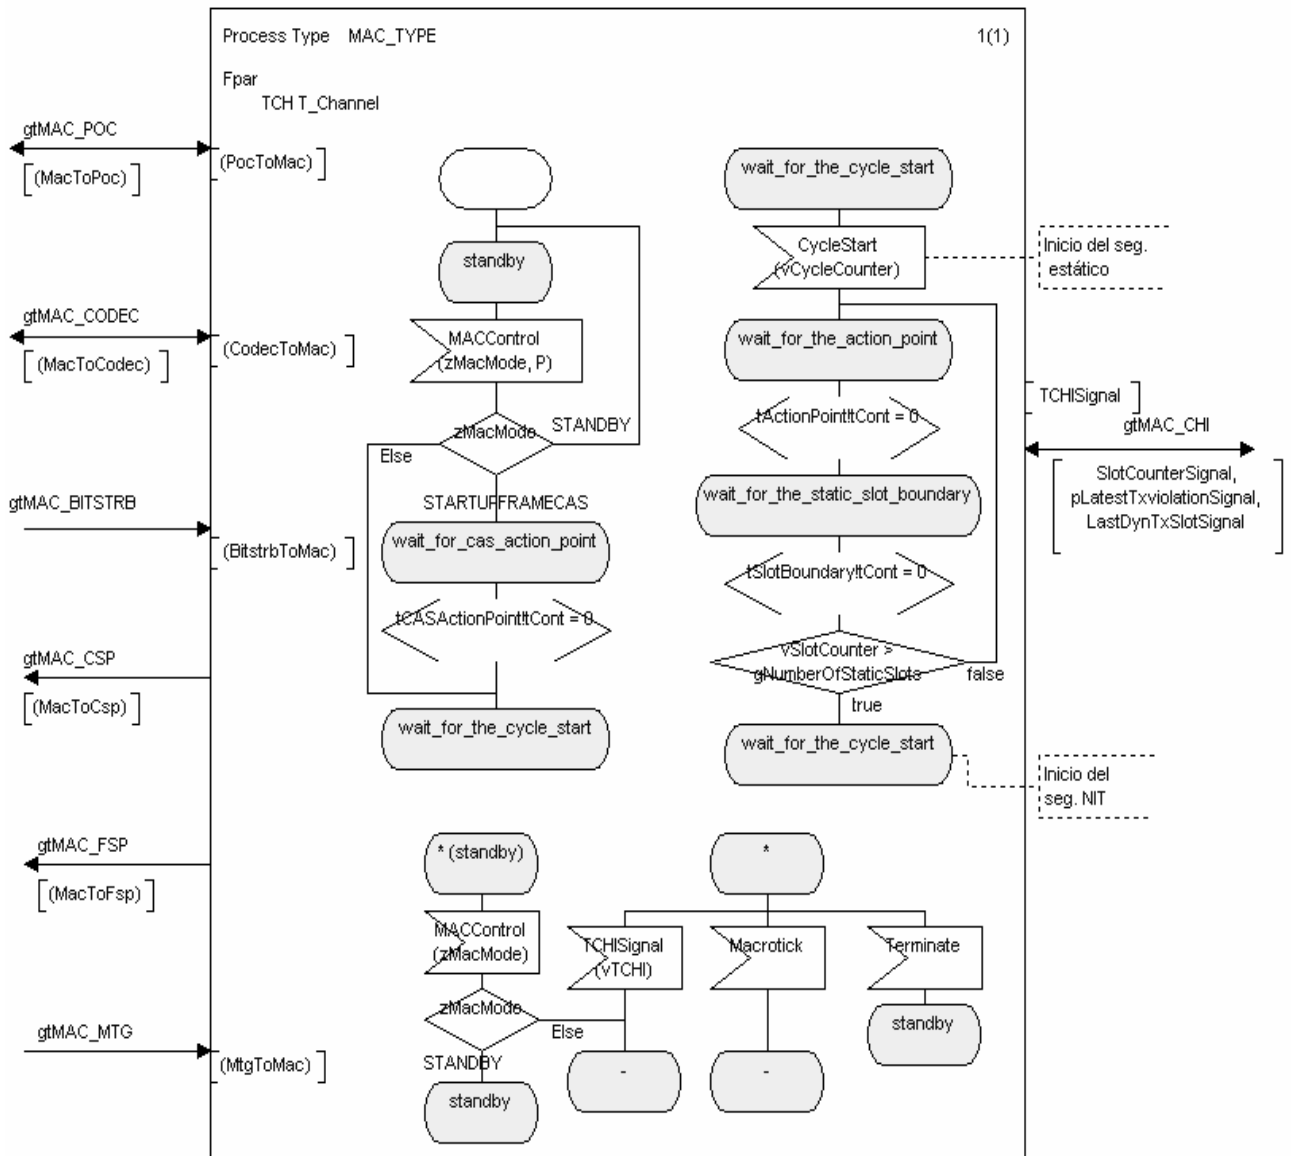 Process Type MAC_TYPE 1(1)
Fpar
TCH T_Channel
gtMAC_POC
(PocToMac)
(MacToPoc)
gtMAC_CODEC
(CodecToMac)
(MacToCodec)
gtMAC_BITSTRB
(BitstrbToMac)
gtMAC_CSP
(MacToCsp)
gtMAC_FSP
(MacToFsp)
gtMAC_MTG
(MtgToMac)
standby
MACControl
(zMacMode, P)
zMacMode
STANDBY
Else
STARTUPFRAMECAS
wait_for_cas_action_point
tCASActionPoint!tCont = 0
wait_for_the_cycle_start
wait_for_the_cycle_start
CycleStart
(vCycleCounter)
Inicio del seg.
estático
wait_for_the_action_point
tActionPoint!tCont = 0
wait_for_the_static_slot_boundary
tSlotBoundary!tCont = 0
vSlotCounter >
gNumberOfStaticSlots
false
true
wait_for_the_cycle_start
Inicio del
seg. NIT
TCHISignal
gtMAC_CHI
SlotCounterSignal,
pLatestTxviolationSignal,
LastDynTxSlotSignal
* (standby)
MACControl
(zMacMode)
zMacMode
Else
STANDBY
standby
*
TCHISignal
(vTCHI)
-
Macrotick
-
Terminate
standby